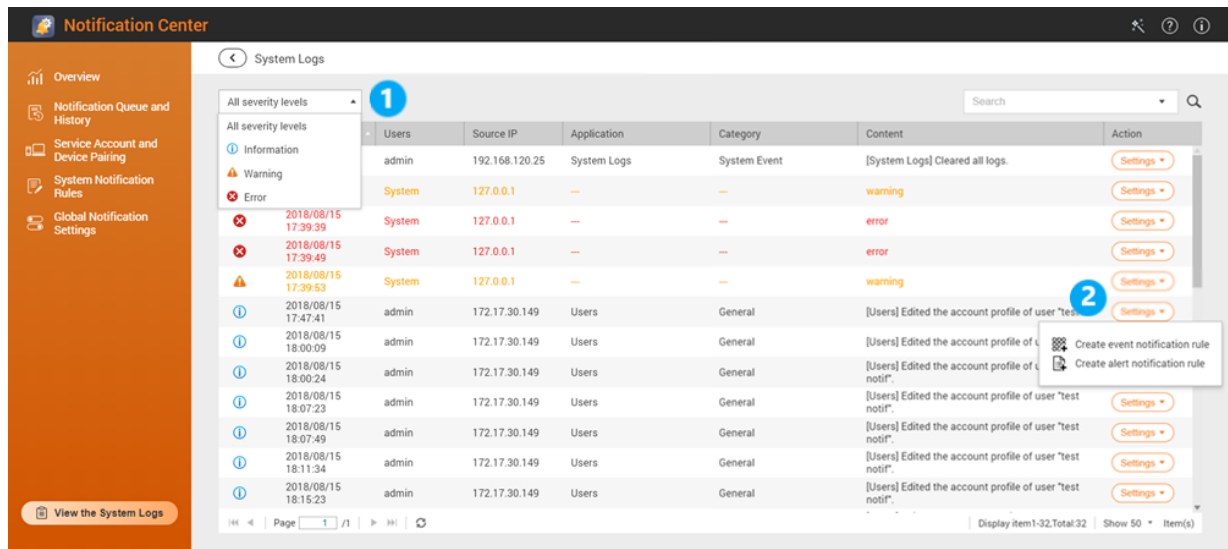 Notification Center
System Logs
Overview
Notification Queue and
History
Service Account and
Device Pairing
System Notification
Rules
Global Notification
Settings
View the System Logs
All severity levels
1
Search
All severity levels
Information
Warning
Error
Users Source IP Application Category Content Action
admin 192.168.120.25 System Logs System Event [System Logs] Cleared all logs. Settings
System 127.0.0.1 --- --- warning Settings
2018/08/15
17:39:39 System 127.0.0.1 --- --- error Settings
2018/08/15
17:39:49 System 127.0.0.1 --- --- error Settings
2018/08/15
17:39:53 System 127.0.0.1 --- --- warning Settings
2
2018/08/15
17:47:41 admin 172.17.30.149 Users General [Users] Edited the account profile of user "test Settings
Create event notification rule
Create alert notification rule
2018/08/15
18:00:09 admin 172.17.30.149 Users General [Users] Edited the account profile of
2018/08/15
18:00:24 admin 172.17.30.149 Users General [Users] Edited the account profile of
notif".
2018/08/15
18:07:23 admin 172.17.30.149 Users General [Users] Edited the account profile of user "test
notif". Settings
2018/08/15
18:07:49 admin 172.17.30.149 Users General [Users] Edited the account profile of user "test
notif". Settings
2018/08/15
18:11:34 admin 172.17.30.149 Users General [Users] Edited the account profile of user "test
notif". Settings
2018/08/15
18:15:23 admin 172.17.30.149 Users General [Users] Edited the account profile of user "test
notif". Settings
Page 1 /1
Display item1-32,Total:32 Show 50 Item(s)